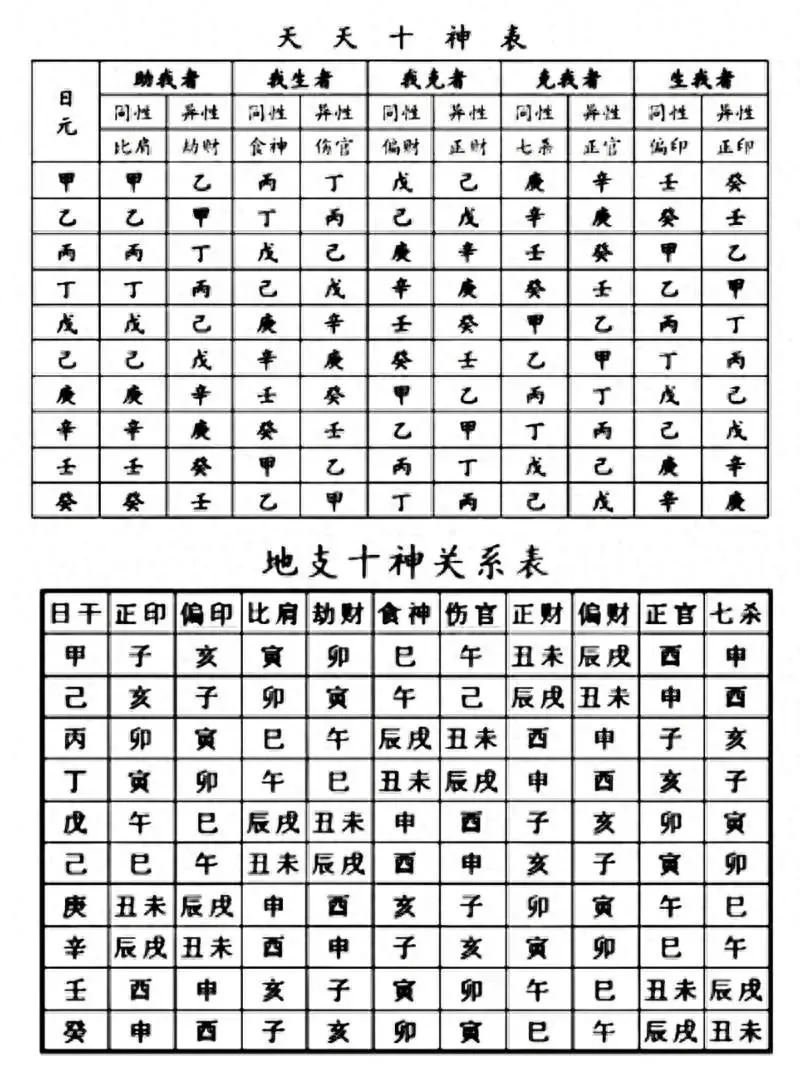 天天十神表
日元 助我者 我生者 我克者 克我者 生我者
同性 异性 同性 异性 同性 异性 同性 异性 同性 异性
比肩 劫财 食神 伤官 偏财 正财 七杀 正官 偏印 正印
甲 甲 乙 丙 丁 戊 己 庚 辛 壬 癸
乙 乙 甲 丁 丙 己 戊 辛 庚 癸 壬
丙 丙 丁 戊 己 庚 辛 壬 癸 甲 乙
丁 丁 丙 己 戊 辛 庚 癸 壬 乙 甲
戊 戊 己 庚 辛 壬 癸 甲 乙 丙 丁
己 己 戊 辛 庚 癸 壬 乙 甲 丁 丙
庚 庚 辛 壬 癸 甲 乙 丙 丁 戊 己
辛 辛 庚 癸 壬 乙 甲 丁 丙 己 戊
壬 壬 癸 甲 乙 丙 丁 戊 己 庚 辛
癸 癸 壬 乙 甲 丁 丙 己 戊 辛 庚
地支十神关系表
日干 正印 偏印 比肩 劫财 食神 伤官 正财 偏财 正官 七杀
甲 子 亥 寅 卯 巳 午 丑未 辰戌 酉 申
己 亥 子 卯 寅 午 己 辰戌 丑未 申 酉
丙 卯 寅 巳 午 辰戌 丑未 酉 申 子 亥
丁 寅 卯 午 巳 丑未 辰戌 申 酉 亥 子
戊 午 巳 辰戌 丑未 申 酉 子 亥 卯 寅
己 巳 午 丑未 辰戌 酉 申 亥 子 寅 卯
庚 丑未 辰戌 申 酉 亥 子 卯 寅 午 巳
辛 辰戌 丑未 酉 申 子 亥 寅 卯 巳 午
壬 酉 申 亥 子 寅 卯 午 巳 丑未 辰戌
癸 申 酉 子 亥 卯 寅 巳 午 辰戌 丑未